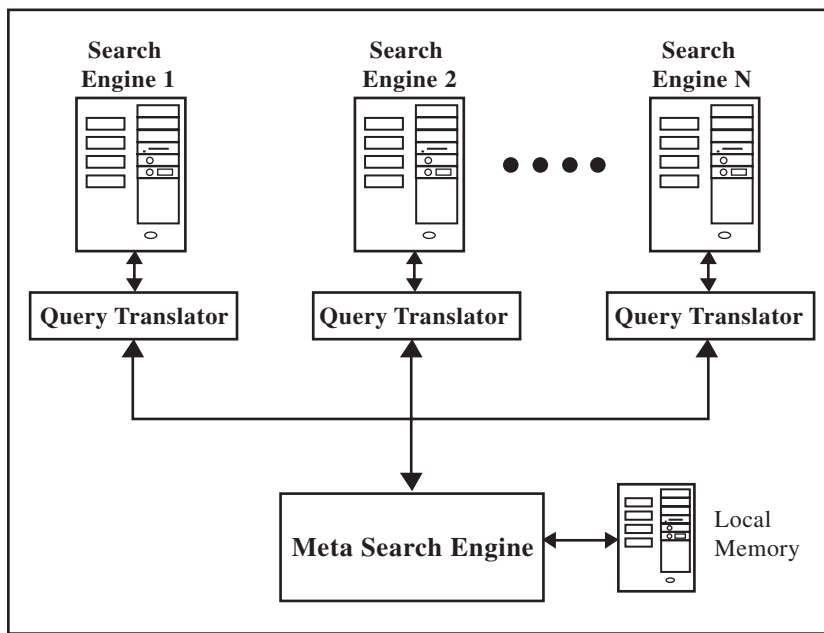 Search
Engine 1
Search
Engine 2
Search
Engine N
Query Translator
Query Translator
Query Translator
Meta Search Engine
Local
Memory